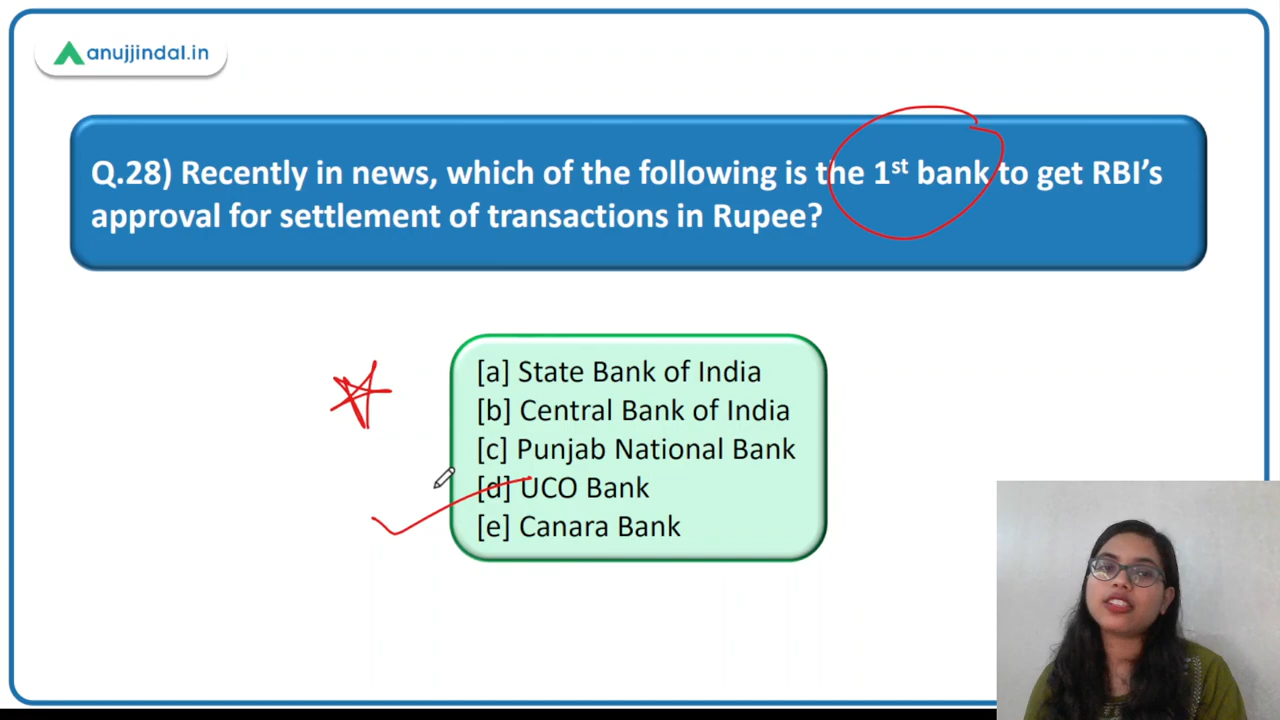 anujjindal.in
Q.28) Recently in news, which of the following is the 1st bank to get RBI's
approval for settlement of transactions in Rupee?
[a] State Bank of India
[b] Central Bank of India
[c] Punjab National Bank
[d] UCO Bank
[e] Canara Bank